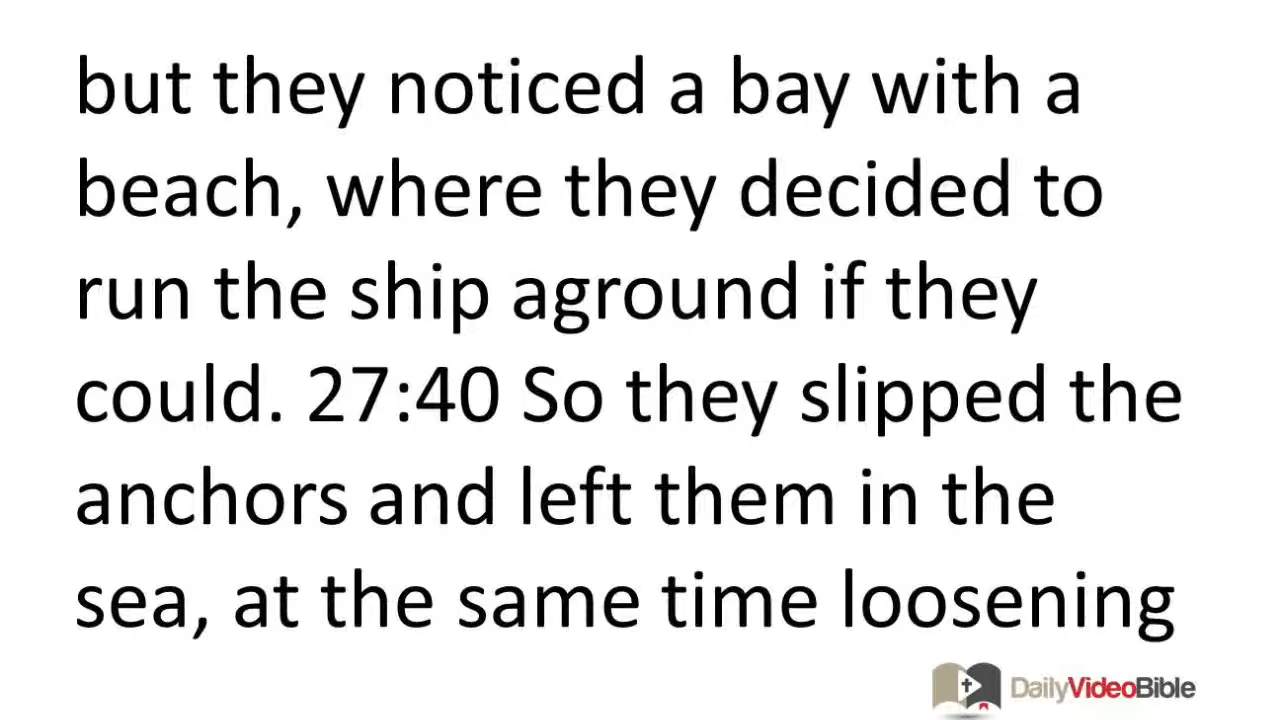 but they noticed a bay with a
beach, where they decided to
run the ship aground if they
could. 27:40 So they slipped the
anchors and left them in the
sea, at the same time loosening
DailyVideoBible